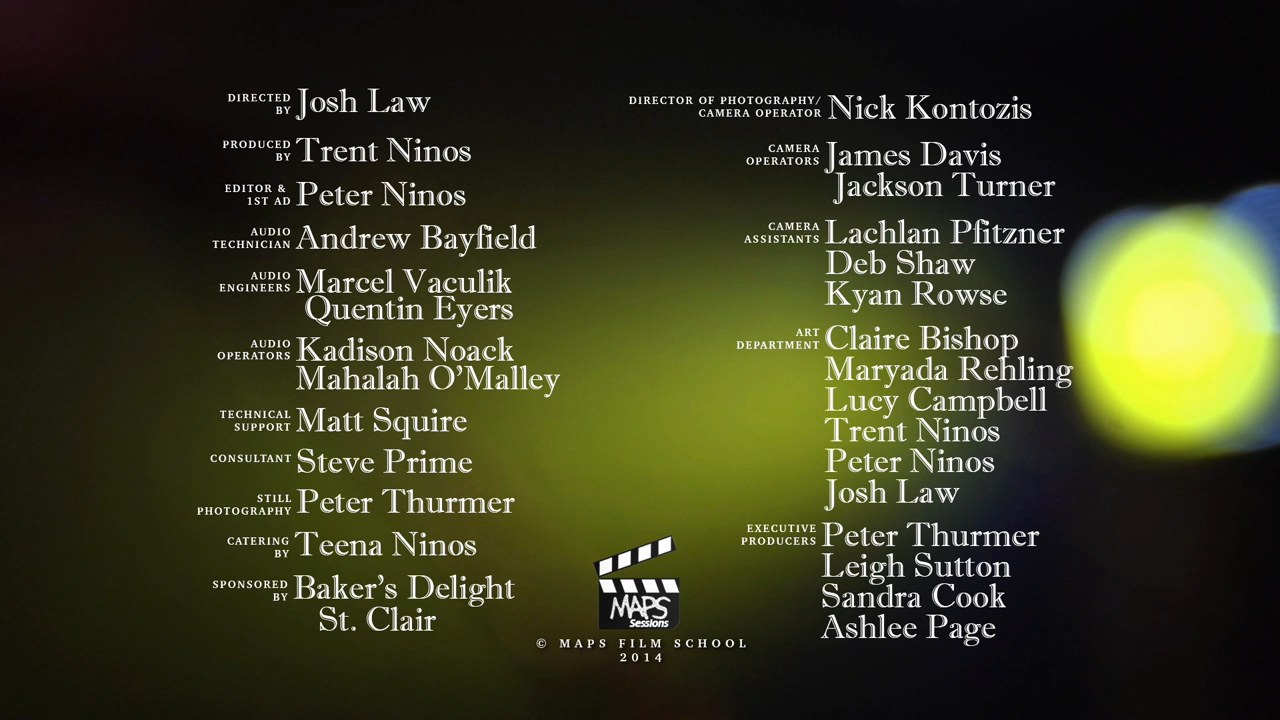 DIRECTED
BY Josh Law
PRODUCED
BY Trent Ninos
EDITOR &
1ST AD Peter Ninos
AUDIO
TECHNICIAN Andrew Bayfield
AUDIO
ENGINEERS Marcel Vaculik
Quentin Eyers
AUDIO
OPERATORS Kadison Noack
Mahalah O'Malley
TECHNICAL
SUPPORT Matt Squire
CONSULTANT Steve Prime
STILL
PHOTOGRAPHY Peter Thurmer
CATERING
BY Teena Ninos
SPONSORED
BY Baker's Delight
St. Clair
DIRECTOR OF PHOTOGRAPHY/
CAMERA OPERATOR Nick Kontozis
CAMERA
OPERATORS James Davis
Jackson Turner
CAMERA
ASSISTANTS Lachlan Pfitzner
Deb Shaw
Kyan Rowse
ART
DEPARTMENT Claire Bishop
Maryada Rehling
Lucy Campbell
Trent Ninos
Peter Ninos
Josh Law
EXECUTIVE
PRODUCERS Peter Thurmer
Leigh Sutton
Sandra Cook
Ashlee Page
MAPS
Sessions
© MAPS FILM SCHOOL
2014